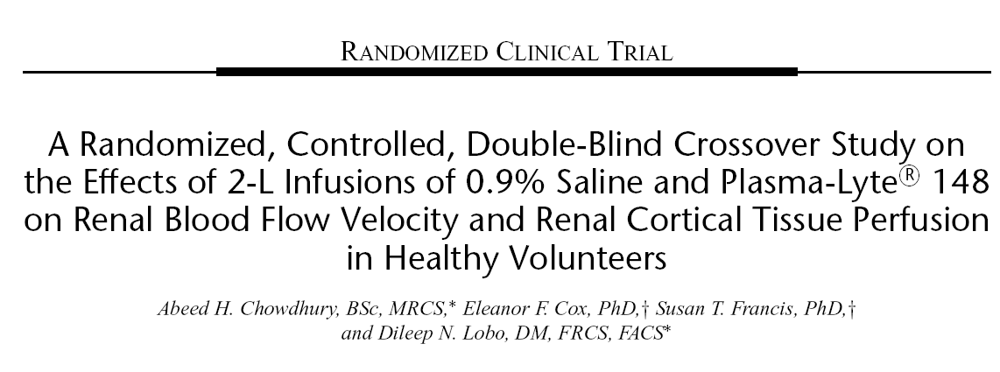 RANDOMIZED CLINICAL TRIAL
A Randomized, Controlled, Double-Blind Crossover Study on
the Effects of 2-L Infusions of 0.9% Saline and Plasma-Lyte® 148
on Renal Blood Flow Velocity and Renal Cortical Tissue Perfusion
in Healthy Volunteers
Abeed H. Chowdhury, BSc, MRCS,* Eleanor F. Cox, PhD,† Susan T. Francis, PhD,†
and Dileep N. Lobo, DM, FRCS, FACS*